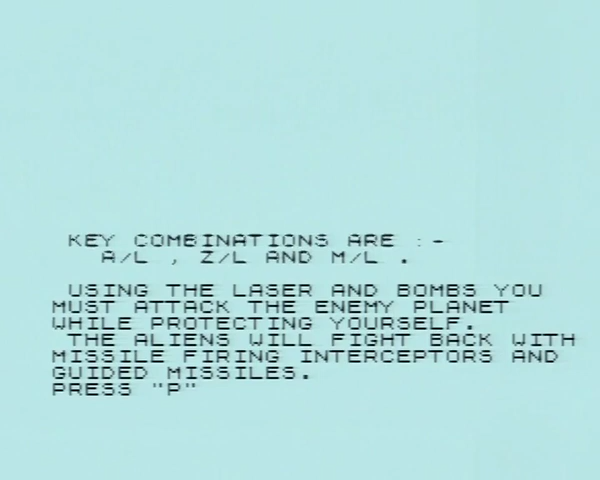 KEY COMBINATIONS ARE :-
A/L , Z/L AND M/L .
USING THE LASER AND BOMBS YOU
MUST ATTACK THE ENEMY PLANET
WHILE PROTECTING YOURSELF.
THE ALIENS WILL FIGHT BACK WITH
MISSILE FIRING INTERCEPTORS AND
GUIDED MISSILES.
PRESS "P"